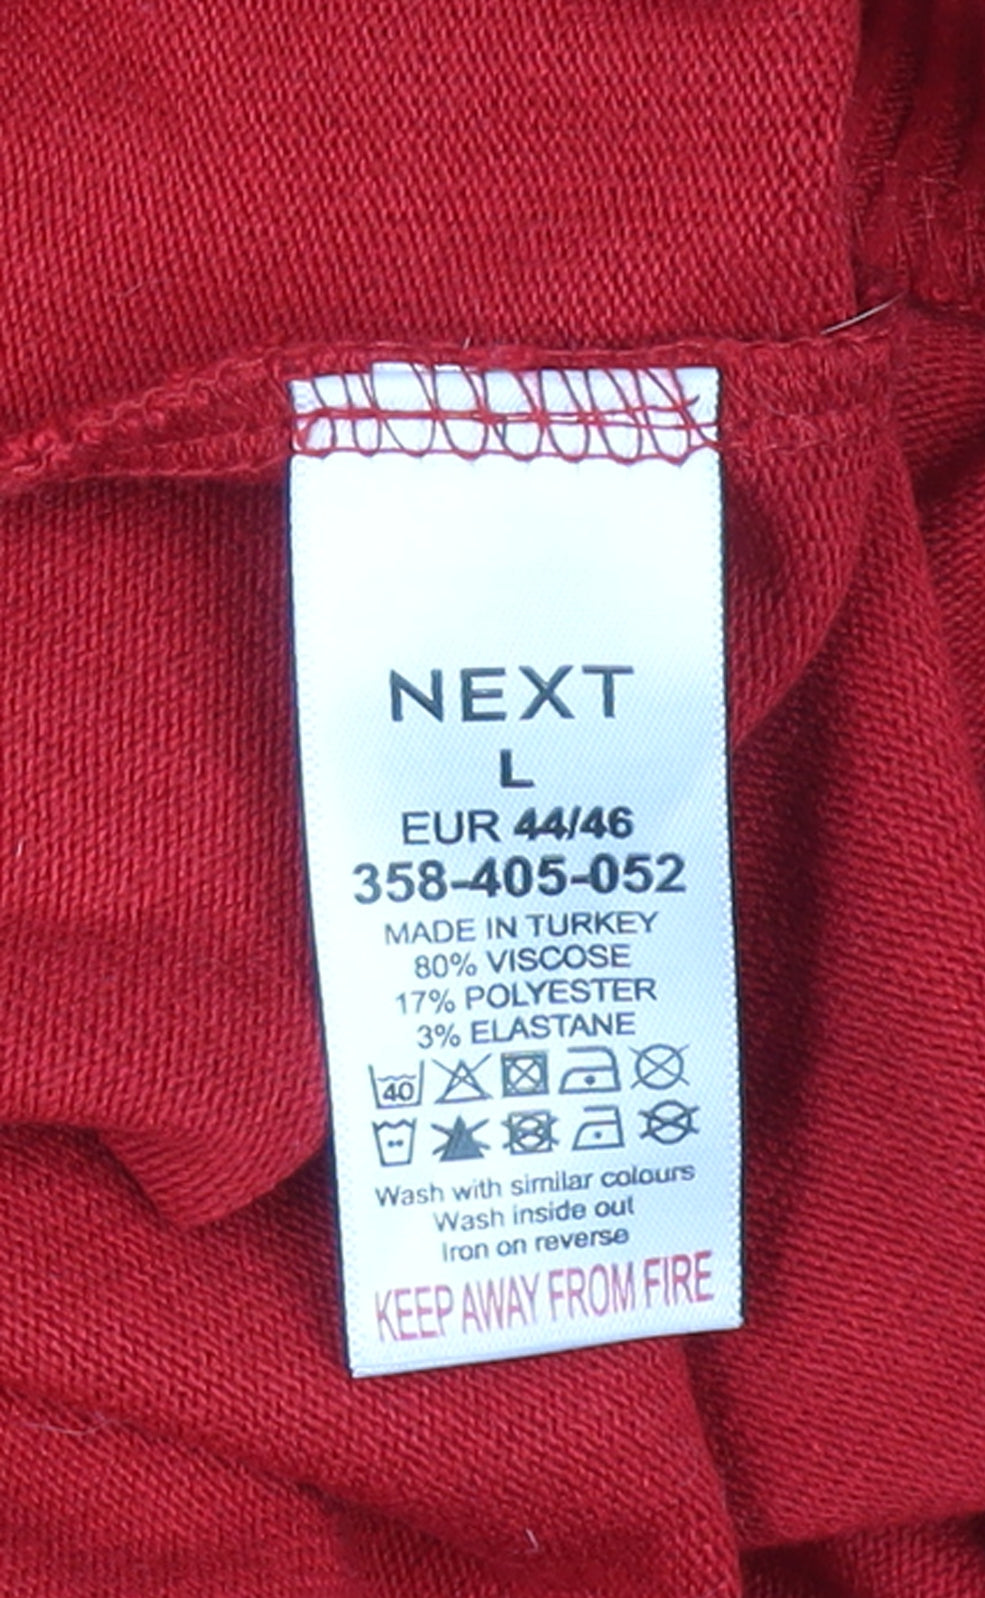 NEXT
L
EUR 44/46
358-405-052
MADE IN TURKEY
80% VISCOSE
17% POLYESTER
3% ELASTANE
40
Wash with similar colours
Wash inside out
Iron on reverse
KEEP AWAY FROM FIRE